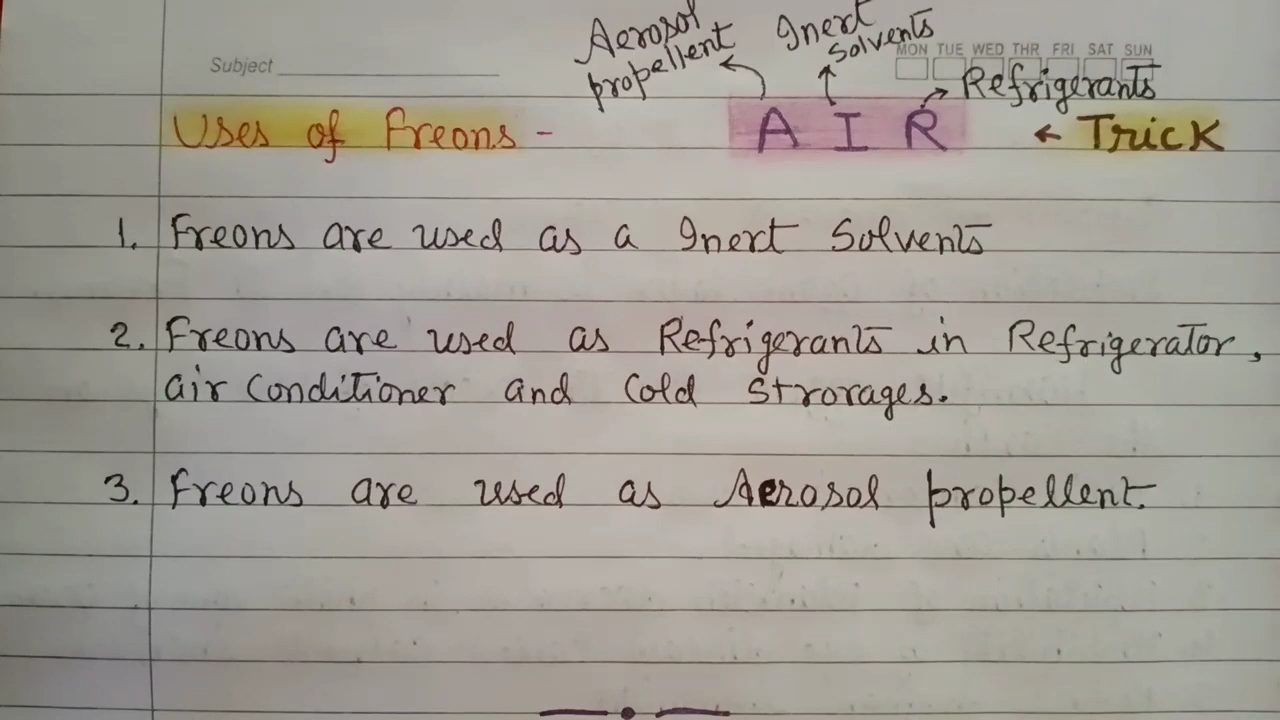 Aerosol
propellent
Inert
Solvents
MON TUE WED THR FRI SAT SUN
Subject
Refrigerants
Uses of Freons -
A I R
← Trick
1. Freons are used as a Inert Solvents
2. Freons are used as Refrigerants in Refrigerator,
air conditioner and cold strorages.
3. Freons are used as Aerosol propellent.